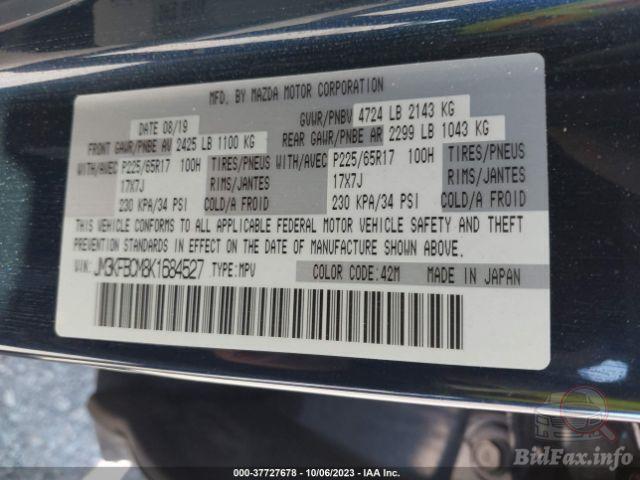 MFD. BY MAZDA MOTOR CORPORATION
DATE 08/19
GVWR/PNBV 4724 LB 2143 KG
FRONT GAWR/PNBE AV 2425 LB 1100 KG
REAR GAWR/PNBE AR 2299 LB 1043 KG
WITH/AVEC P225/65R17 100H TIRES/PNEUS WITH/AVEC P225/65R17 100H TIRES/PNEUS
17X7J RIMS/JANTES 17X7J RIMS/JANTES
230 KPA/34 PSI COLD/A FROID 230 KPA/34 PSI COLD/A FROID
THIS VEHICLE CONFORMS TO ALL APPLICABLE FEDERAL MOTOR VEHICLE SAFETY AND THEFT
PREVENTION STANDARDS IN EFFECT ON THE DATE OF MANUFACTURE SHOWN ABOVE.
VIN: JM3KFBCM8K1684527 TYPE:MPV COLOR CODE:42M MADE IN JAPAN
000-37727678 - 10/06/2023 - IAA Inc.
BidFax.info